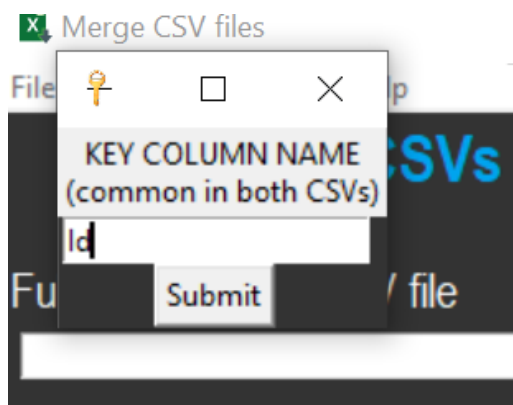 Merge CSV files
File
lp
KEY COLUMN NAME
(common in both CSVs)
CSVs
Id
Submit
Fu
/ file